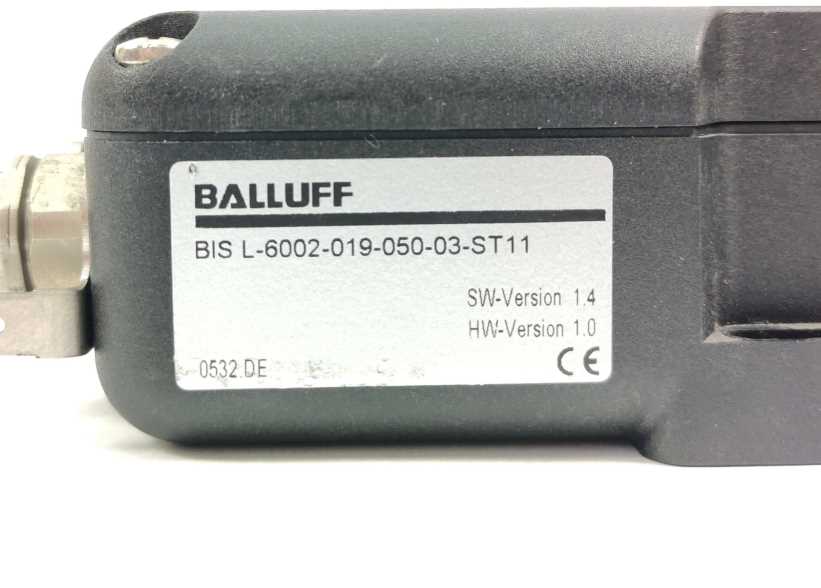 BALLUFF
BIS L-6002-019-050-03-ST11
SW-Version 1.4
HW-Version 1.0
0532.DE
CE